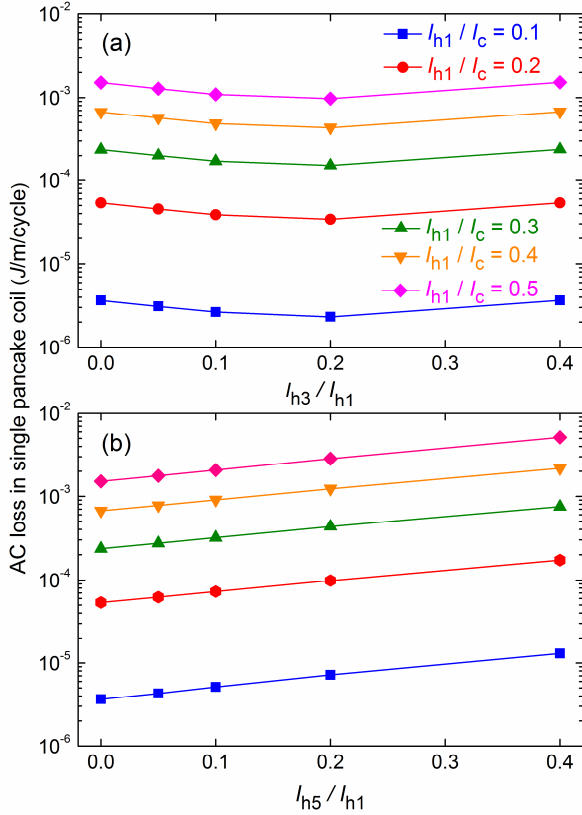 AC loss in single pancake coil (J/m/cycle)
(a)
I_h1 / I_c = 0.1
I_h1 / I_c = 0.2
I_h1 / I_c = 0.3
I_h1 / I_c = 0.4
I_h1 / I_c = 0.5
10^-2
10^-3
10^-4
10^-5
10^-6
0.0 0.1 0.2 0.3 0.4
I_h3 / I_h1
(b)
10^-2
10^-3
10^-4
10^-5
10^-6
0.0 0.1 0.2 0.3 0.4
I_h5 / I_h1